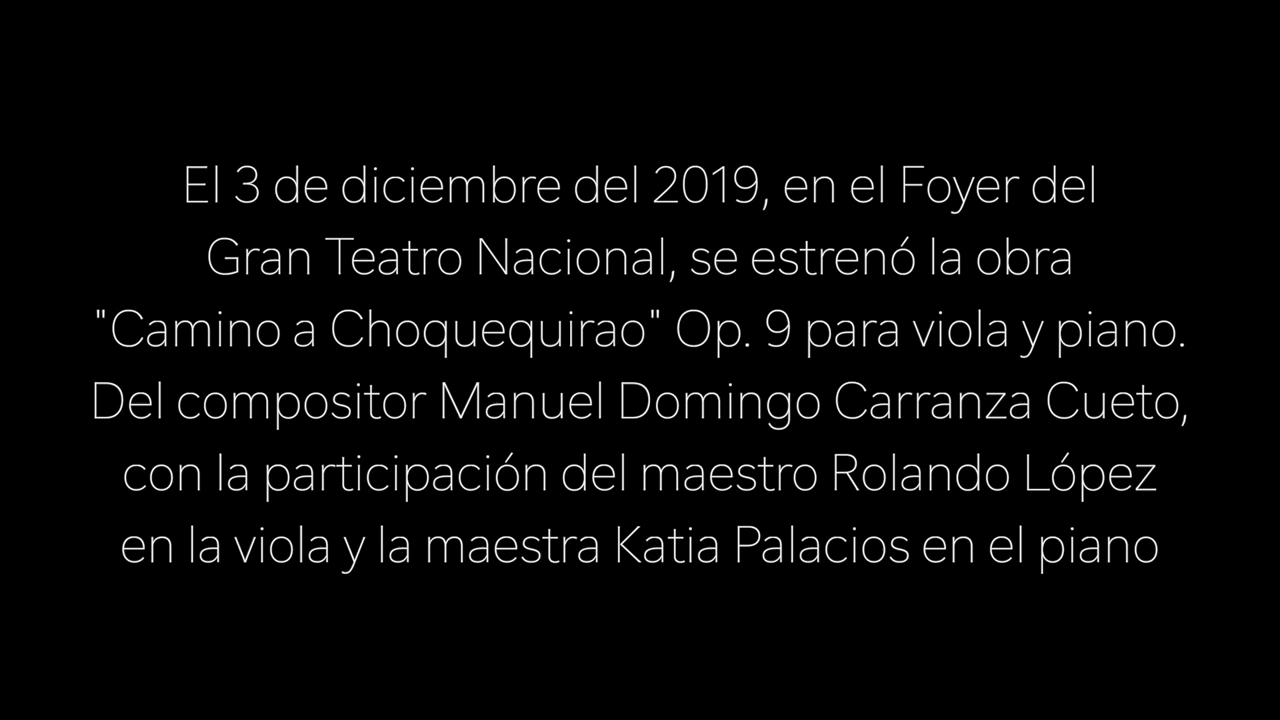 El 3 de diciembre del 2019, en el Foyer del
Gran Teatro Nacional, se estrenó la obra
"Camino a Choquequirao" Op. 9 para viola y piano.
Del compositor Manuel Domingo Carranza Cueto,
con la participación del maestro Rolando López
en la viola y la maestra Katia Palacios en el piano